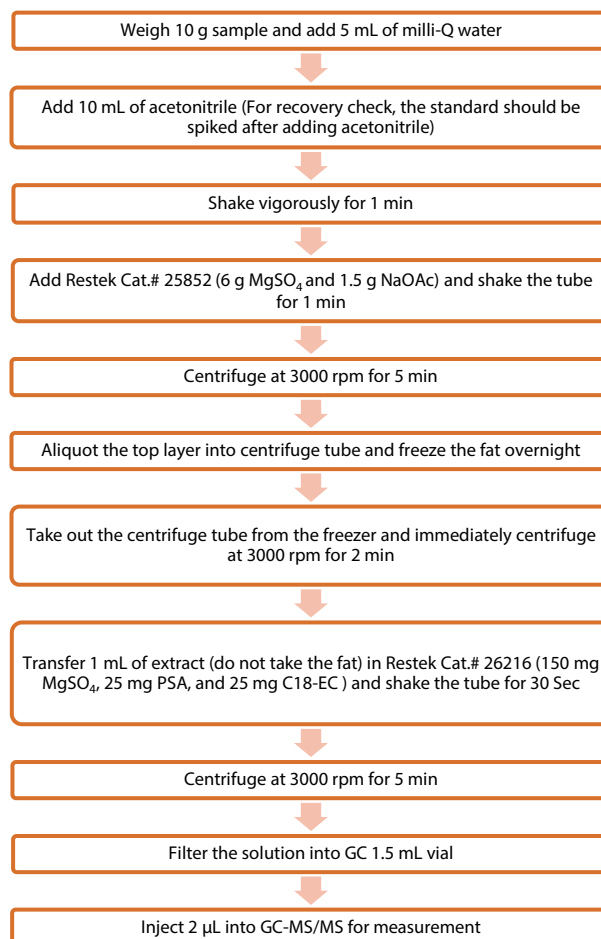 Weigh 10 g sample and add 5 mL of milli-Q water
Add 10 mL of acetonitrile (For recovery check, the standard should be
spiked after adding acetonitrile)
Shake vigorously for 1 min
Add Restek Cat.# 25852 (6 g MgSO₄ and 1.5 g NaOAc) and shake the tube
for 1 min
Centrifuge at 3000 rpm for 5 min
Aliquot the top layer into centrifuge tube and freeze the fat overnight
Take out the centrifuge tube from the freezer and immediately centrifuge
at 3000 rpm for 2 min
Transfer 1 mL of extract (do not take the fat) in Restek Cat.# 26216 (150 mg
MgSO₄, 25 mg PSA, and 25 mg C18-EC ) and shake the tube for 30 Sec
Centrifuge at 3000 rpm for 5 min
Filter the solution into GC 1.5 mL vial
Inject 2 µL into GC-MS/MS for measurement